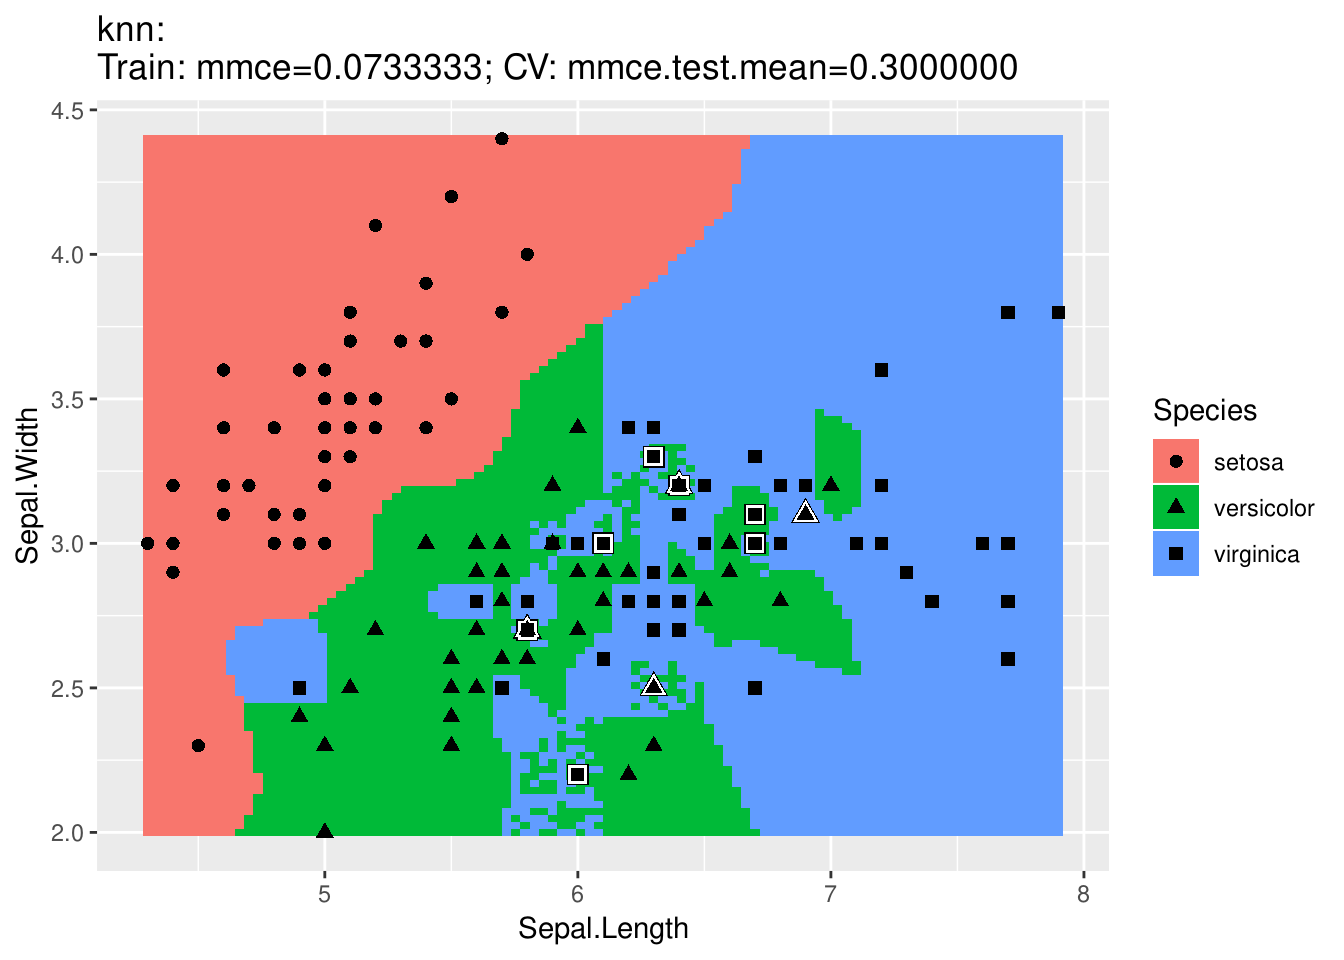 knn:
Train: mmce=0.0733333; CV: mmce.test.mean=0.3000000
4.5
4.0
3.5
3.0
2.5
2.0
Sepal.Width
5
6
7
8
Sepal.Length
Species
setosa
versicolor
virginica